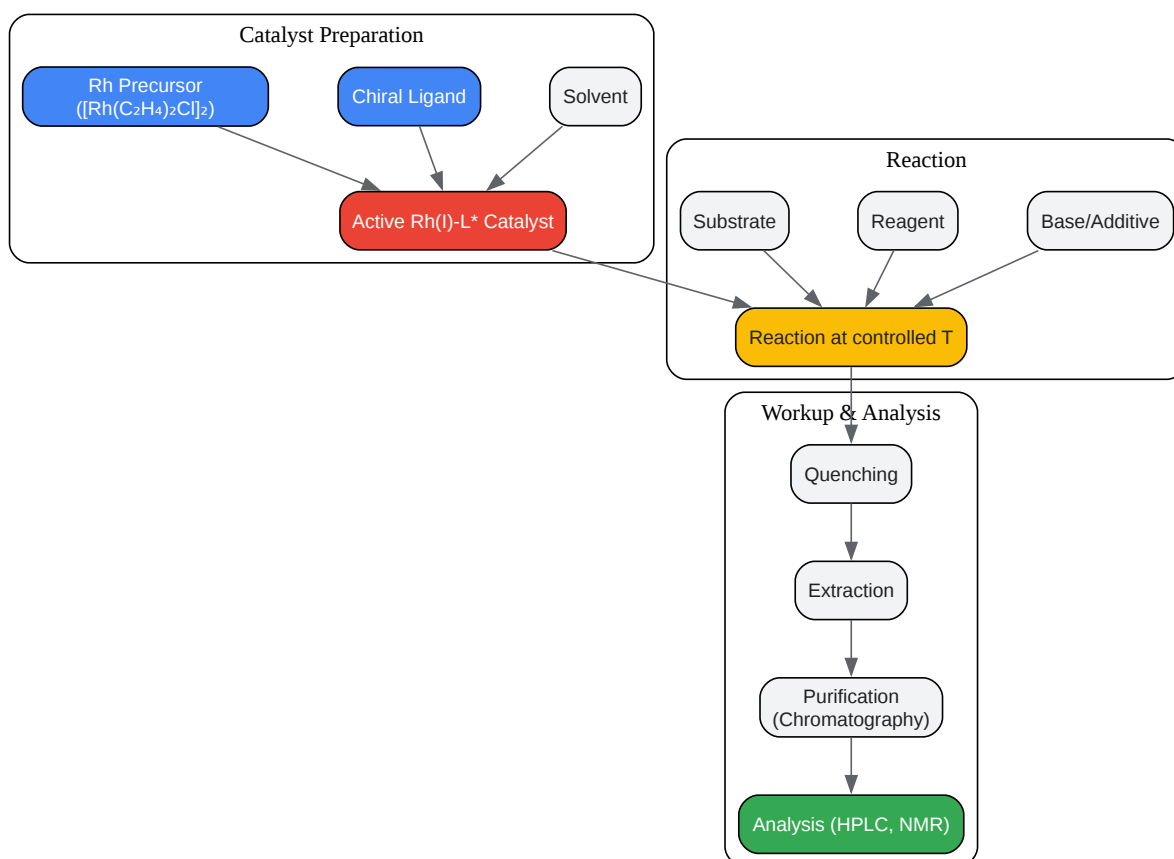 Catalyst Preparation
Rh Precursor
([Rh(C₂H₄)₂Cl]₂)
Chiral Ligand
Solvent
Active Rh(I)-L* Catalyst
Reaction
Substrate
Reagent
Base/Additive
Reaction at controlled T
Workup & Analysis
Quenching
Extraction
Purification
(Chromatography)
Analysis (HPLC, NMR)